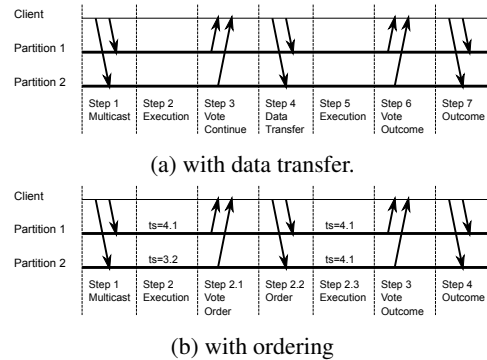 Client
Partition 1
Partition 2
Step 1 Step 2 Step 3 Step 4 Step 5 Step 6 Step 7
Multicast Execution Vote Data Execution Vote Outcome
Continue Transfer Outcome
(a) with data transfer.
Client
Partition 1 ts=4.1 ts=4.1
Partition 2 ts=3.2 ts=4.1
Step 1 Step 2 Step 2.1 Step 2.2 Step 2.3 Step 3 Step 4
Multicast Execution Vote Order Execution Vote Outcome
Order Outcome
(b) with ordering